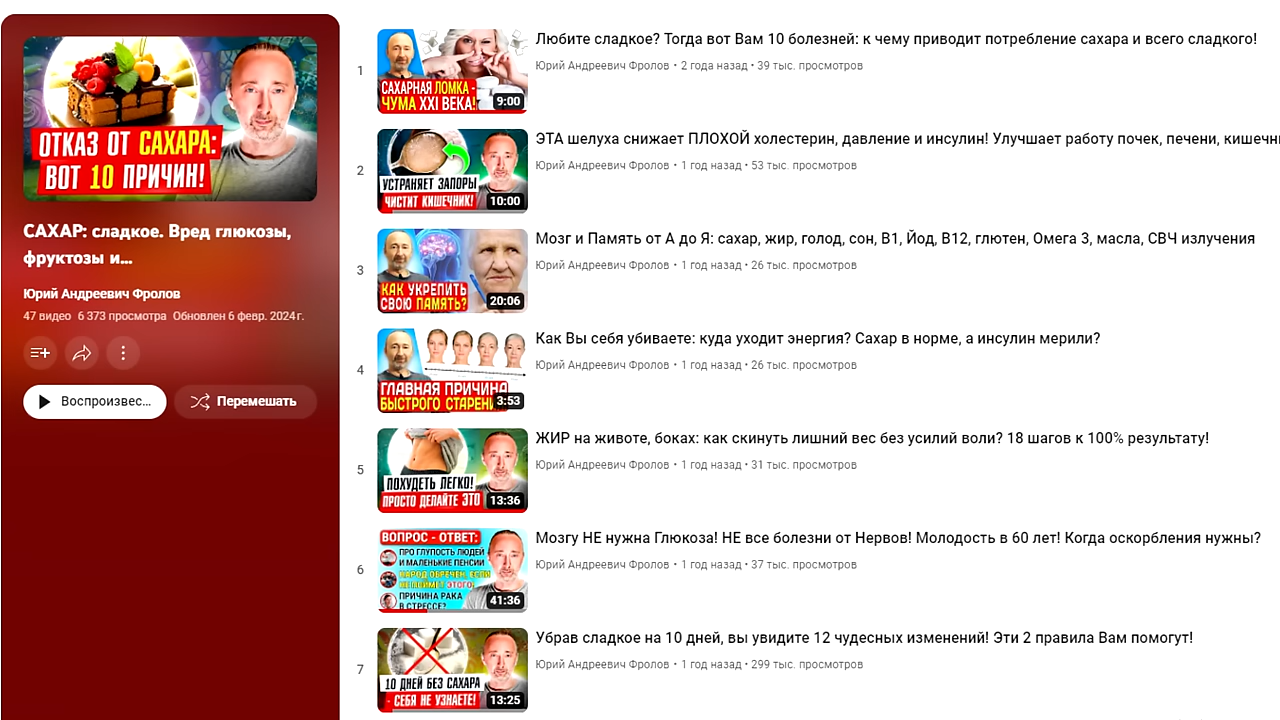 ОТКАЗ ОТ САХАРА:
ВОТ 10 ПРИЧИН!
САХАР: сладкое. Вред глюкозы,
фруктозы и...
Юрий Андреевич Фролов
47 видео 6 373 просмотра Обновлен 6 февр. 2024 г.
Воспроизвес...
Перемешать
1
САХАРНАЯ ЛОМКА -
ЧУМА XXI ВЕКА!
9:00
Любите сладкое? Тогда вот Вам 10 болезней: к чему приводит потребление сахара и всего сладкого!
Юрий Андреевич Фролов • 2 года назад • 39 тыс. просмотров
2
УСТРАНЯЕТ ЗАПОРЫ
ЧИСТИТ КИШЕЧНИК!
10:00
ЭТА шелуха снижает ПЛОХОЙ холестерин, давление и инсулин! Улучшает работу почек, печени, кишечн
Юрий Андреевич Фролов • 1 год назад • 53 тыс. просмотров
3
КАК УКРЕПИТЬ
СВОЮ ПАМЯТЬ?
20:06
Мозг и Память от А до Я: сахар, жир, голод, сон, В1, Йод, В12, глютен, Омега 3, масла, СВЧ излучения
Юрий Андреевич Фролов • 1 год назад • 26 тыс. просмотров
4
ГЛАВНАЯ ПРИЧИНА
БЫСТРОГО СТАРЕНИ
3:53
Как Вы себя убиваете: куда уходит энергия? Сахар в норме, а инсулин мерили?
Юрий Андреевич Фролов • 1 год назад • 26 тыс. просмотров
5
ПОХУДЕТЬ ЛЕГКО!
ПРОСТО ДЕЛАЙТЕ ЭТО
13:36
ЖИР на животе, боках: как скинуть лишний вес без усилий воли? 18 шагов к 100% результату!
Юрий Андреевич Фролов • 1 год назад • 31 тыс. просмотров
6
ВОПРОС - ОТВЕТ:
ПРО ГЛУПОСТЬ ЛЮДЕЙ
И МАЛЕНЬКИЕ ПЕНСИИ
НАРОД ОБРЕЧЕН, ЕСЛИ
НЕ ПОЙМЕТ ЭТОГО:
ПРИЧИНА РАКА
В СТРЕССЕ?
41:36
Мозгу НЕ нужна Глюкоза! НЕ все болезни от Нервов! Молодость в 60 лет! Когда оскорбления нужны?
Юрий Андреевич Фролов • 1 год назад • 37 тыс. просмотров
7
10 ДНЕЙ БЕЗ САХАРА
- СЕБЯ НЕ УЗНАЕТЕ!
13:25
Убрав сладкое на 10 дней, вы увидите 12 чудесных изменений! Эти 2 правила Вам помогут!
Юрий Андреевич Фролов • 1 год назад • 299 тыс. просмотров